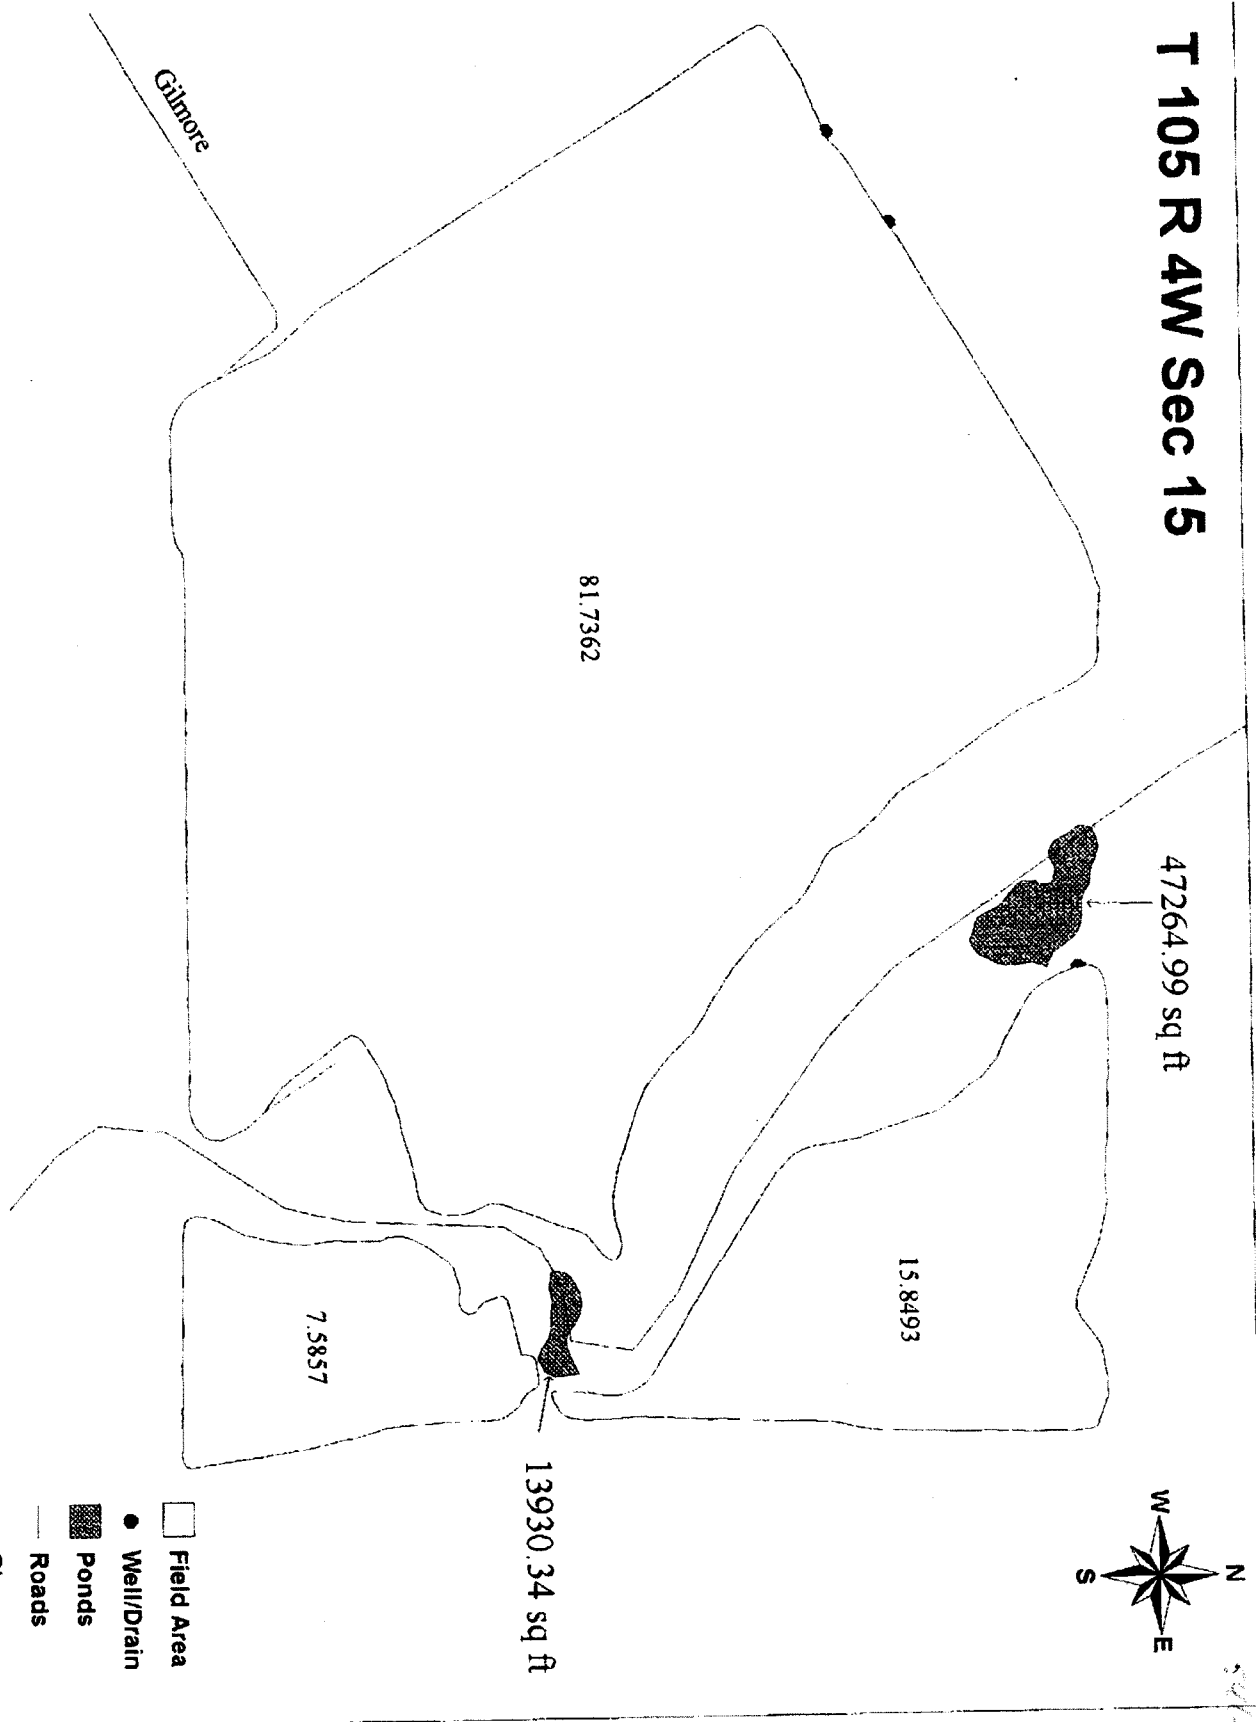 T 105 R 4W Sec 15
Gilmore
81.7362
47264.99 sq ft
15.8493
7.5857
13930.34 sq ft
N
W
E
S
Field Area
Well/Drain
Ponds
Roads